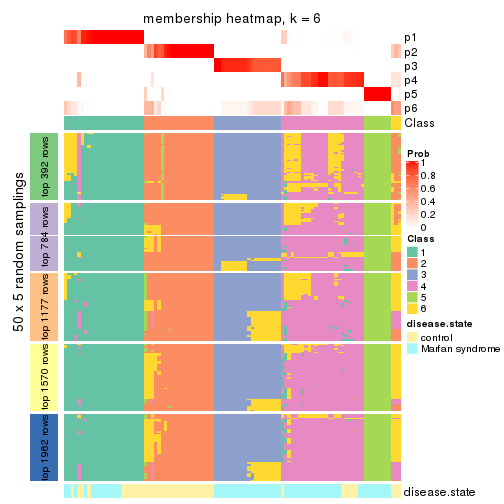 membership heatmap, k = 6
p1
p2
p3
p4
p5
p6
Class
50 x 5 random samplings
top 392 rows
top 784 rows
top 1177 rows
top 1570 rows
top 1962 rows
disease.state
Prob
1
0.8
0.6
0.4
0.2
0
Class
1
2
3
4
5
6
disease.state
control
Marfan syndrome